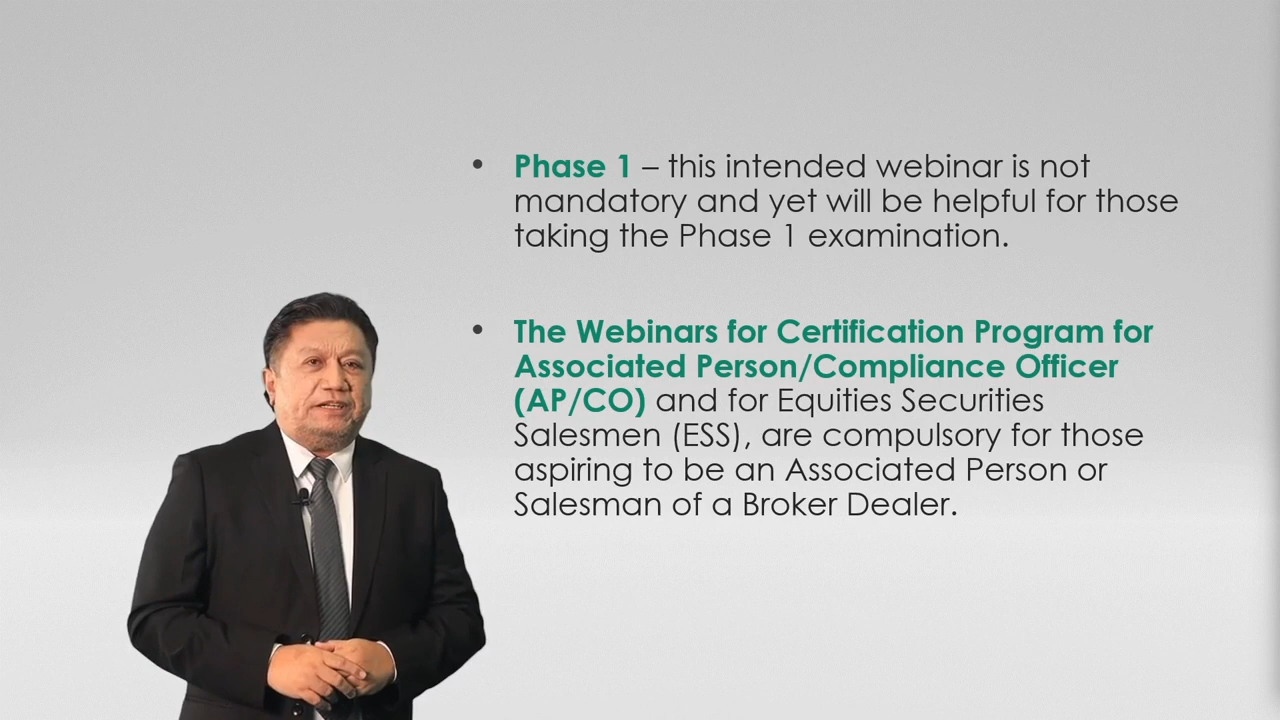 • Phase 1 – this intended webinar is not
mandatory and yet will be helpful for those
taking the Phase 1 examination.
• The Webinars for Certification Program for
Associated Person/Compliance Officer
(AP/CO) and for Equities Securities
Salesmen (ESS), are compulsory for those
aspiring to be an Associated Person or
Salesman of a Broker Dealer.